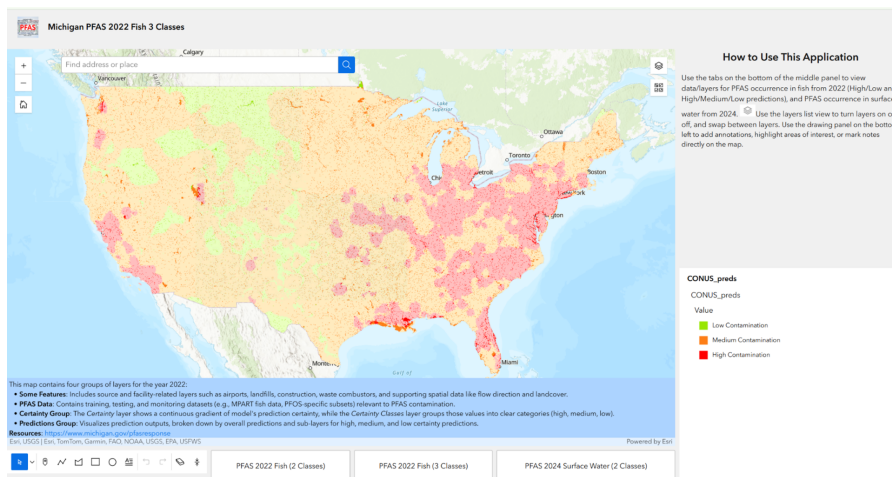 PFAS
Michigan PFAS 2022 Fish 3 Classes
Find address or place
Calgary
Vancouver
Lake
Superior
Ottawa
Toronto
Boston
Miami
Gulf of
How to Use This Application
Use the tabs on the bottom of the middle panel to view
data/layers for PFAS occurrence in fish from 2022 (High/Low an
High/Medium/Low predictions), and PFAS occurrence in surface
water from 2024. Use the layers list view to turn layers on o
off, and swap between layers. Use the drawing panel on the botto
left to add annotations, highlight areas of interest, or mark notes
directly on the map.
CONUS_preds
CONUS_preds
Value
Low Contamination
Medium Contamination
High Contamination
This map contains four groups of layers for the year 2022:
• Some Features: Includes source and facility-related layers such as airports, landfills, construction, waste combustors, and supporting spatial data like flow direction and landcover.
• PFAS Data: Contains training, testing, and monitoring datasets (e.g., MPART fish data, PFOS-specific subsets) relevant to PFAS contamination.
• Certainty Group: The Certainty layer shows a continuous gradient of model's prediction certainty, while the Certainty Classes layer groups those values into clear categories (high, medium, low).
• Predictions Group: Visualizes prediction outputs, broken down by overall predictions and sub-layers for high, medium, and low certainty predictions.
Resources: https://www.michigan.gov/pfasresponse
Esri, USGS | Esri, TomTom, Garmin, FAO, NOAA, USGS, EPA, USFWS
Powered by Esri
PFAS 2022 Fish (2 Classes)
PFAS 2022 Fish (3 Classes)
PFAS 2024 Surface Water (2 Classes)